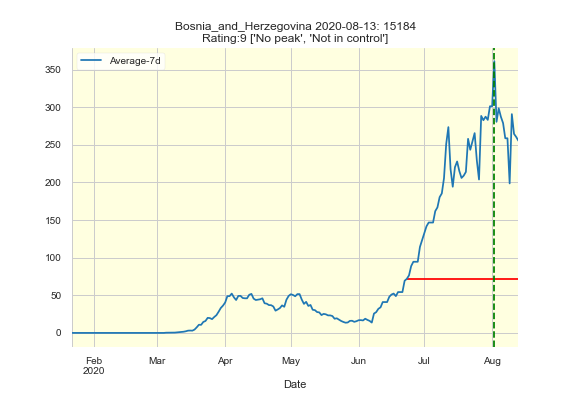 Bosnia_and_Herzegovina 2020-08-13: 15184
Rating:9 ['No peak', 'Not in control']
Average-7d
350
300
250
200
150
100
50
0
Feb Mar Apr May Jun Jul Aug
2020
Date